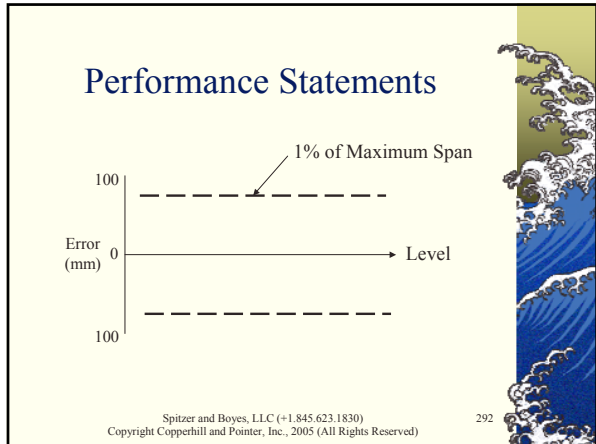 Performance Statements
1% of Maximum Span
100
Error
(mm)
0
Level
100
Spitzer and Boyes, LLC (+1.845.623.1830)
Copyright Copperhill and Pointer, Inc., 2005 (All Rights Reserved)
292